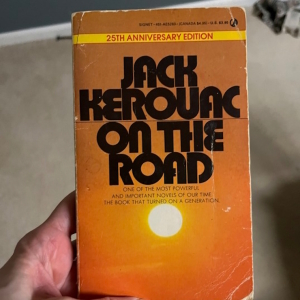 25TH ANNIVERSARY EDITION
JACK
KEROUAC
ON THE
ROAD
ONE OF THE MOST POWERFUL
AND IMPORTANT NOVELS OF OUR TIME.
THE BOOK THAT TURNED ON A GENERATION.